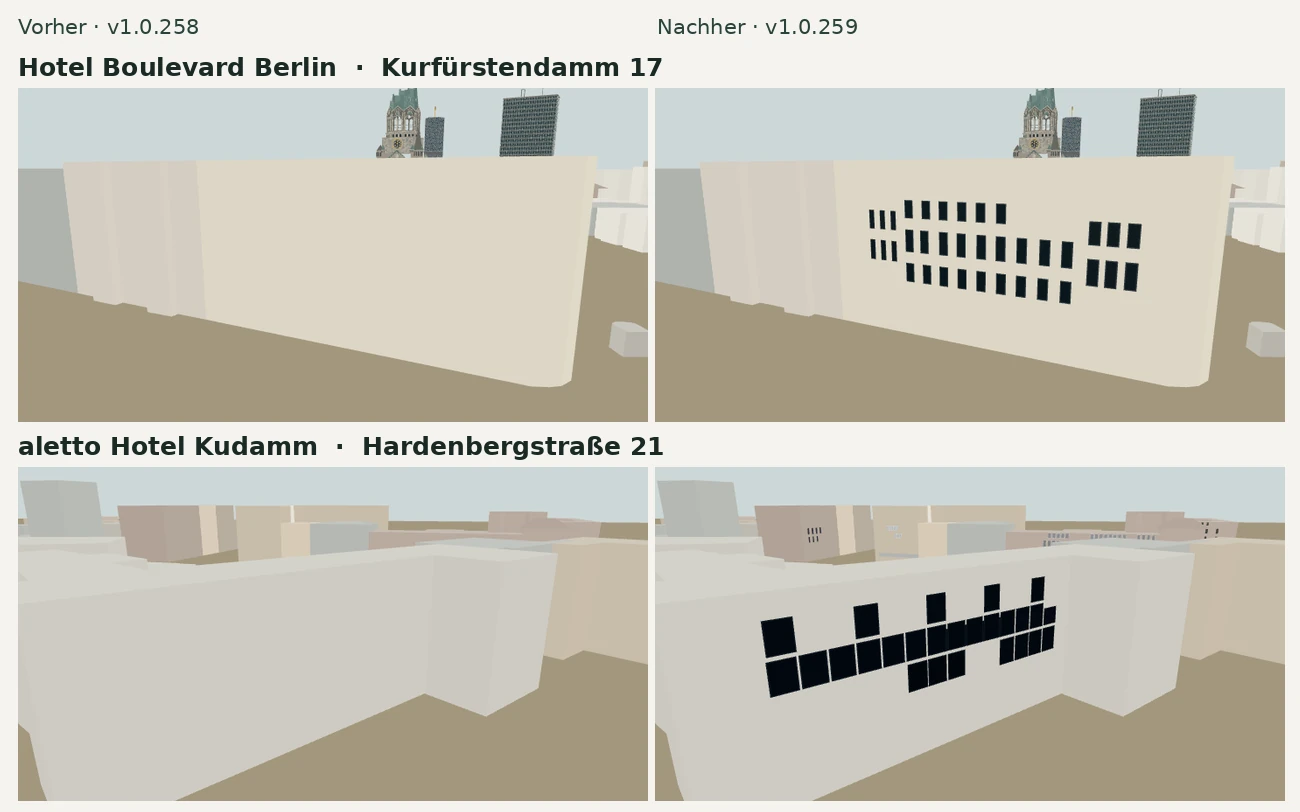 Vorher · v1.0.258
Nachher · v1.0.259
Hotel Boulevard Berlin · Kurfürstendamm 17
aletto Hotel Kudamm · Hardenbergstraße 21